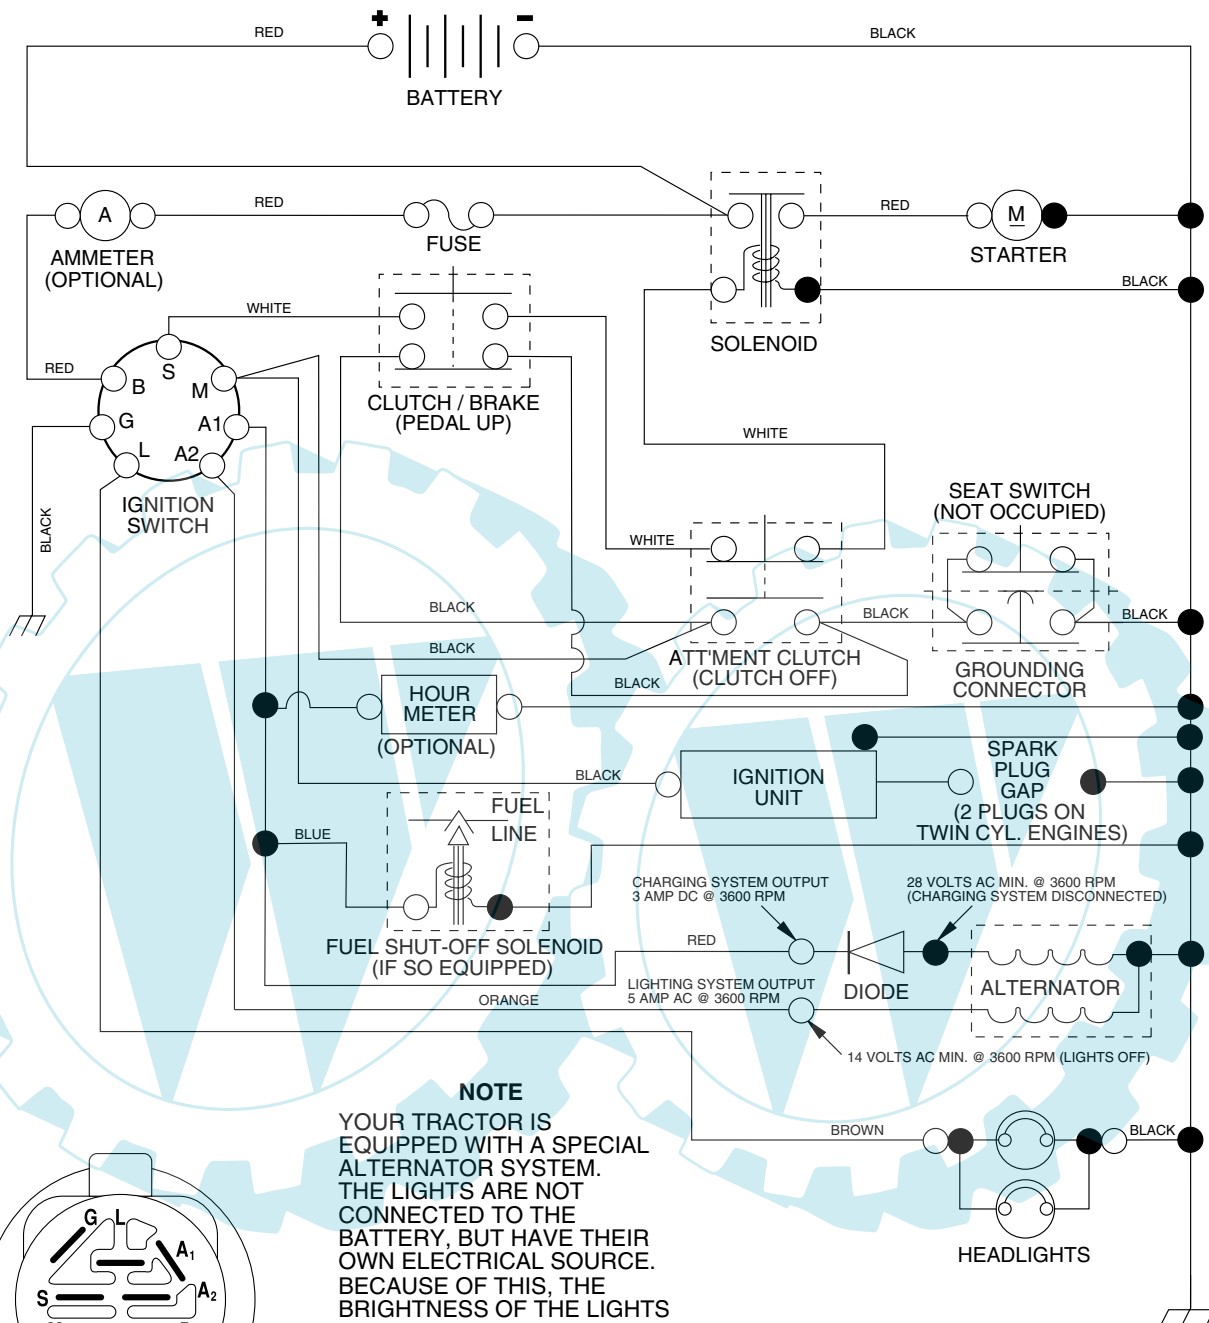 + -
RED
BLACK
BATTERY
A
RED
FUSE
RED
M
STARTER
AMMETER
(OPTIONAL)
BLACK
WHITE
SOLENOID
RED
B
S
M
G
A1
L
A2
CLUTCH / BRAKE
(PEDAL UP)
WHITE
IGNITION
SWITCH
BLACK
SEAT SWITCH
(NOT OCCUPIED)
WHITE
BLACK
BLACK
BLACK
BLACK
ATT'MENT CLUTCH
(CLUTCH OFF)
BLACK
GROUNDING
CONNECTOR
HOUR
METER
(OPTIONAL)
BLACK
IGNITION
UNIT
SPARK
PLUG
GAP
(2 PLUGS ON
TWIN CYL. ENGINES)
FUEL
LINE
BLUE
CHARGING SYSTEM OUTPUT
3 AMP DC @ 3600 RPM
28 VOLTS AC MIN. @ 3600 RPM
(CHARGING SYSTEM DISCONNECTED)
FUEL SHUT-OFF SOLENOID
(IF SO EQUIPPED)
RED
LIGHTING SYSTEM OUTPUT
5 AMP AC @ 3600 RPM
DIODE
ALTERNATOR
ORANGE
14 VOLTS AC MIN. @ 3600 RPM (LIGHTS OFF)
NOTE
YOUR TRACTOR IS
EQUIPPED WITH A SPECIAL
ALTERNATOR SYSTEM.
THE LIGHTS ARE NOT
CONNECTED TO THE
BATTERY, BUT HAVE THEIR
OWN ELECTRICAL SOURCE.
BECAUSE OF THIS, THE
BRIGHTNESS OF THE LIGHTS
BROWN
BLACK
HEADLIGHTS
G L
A1
S
A2